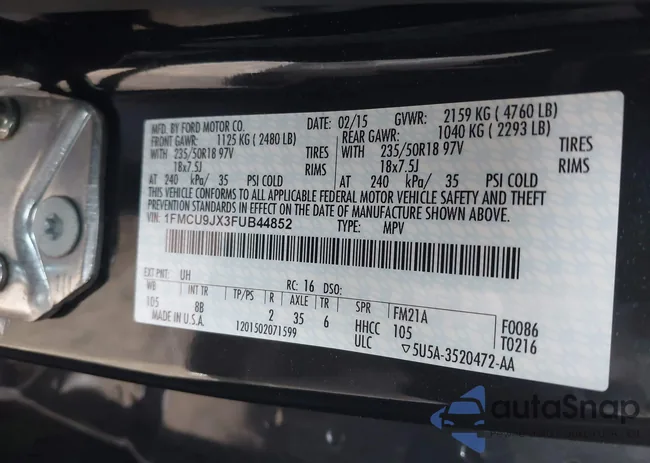 MFD. BY FORD MOTOR CO.
DATE: 02/15 GVWR: 2159 KG ( 4760 LB)
FRONT GAWR: 1125 KG ( 2480 LB) REAR GAWR: 1040 KG ( 2293 LB)
WITH 235/50R18 97V TIRES WITH 235/50R18 97V TIRES
18x7.5J RIMS 18x7.5J RIMS
AT 240 kPa/ 35 PSI COLD AT 240 kPa/ 35 PSI COLD
THIS VEHICLE CONFORMS TO ALL APPLICABLE FEDERAL MOTOR VEHICLE SAFETY AND THEFT
PREVENTION STANDARDS IN EFFECT ON THE DATE OF MANUFACTURE SHOWN ABOVE.
VIN: 1FMCU9JX3FUB44852 TYPE: MPV
EXT PNT: UH RC: 16 DSO:
WB INT TR TP/PS R AXLE TR SPR FM21A F0086
105 8B 2 35 6 HHCC 105 T0216
MADE IN U.S.A. 1201502071599 ULC ▽5U5A-3520472-AA
autaSnap